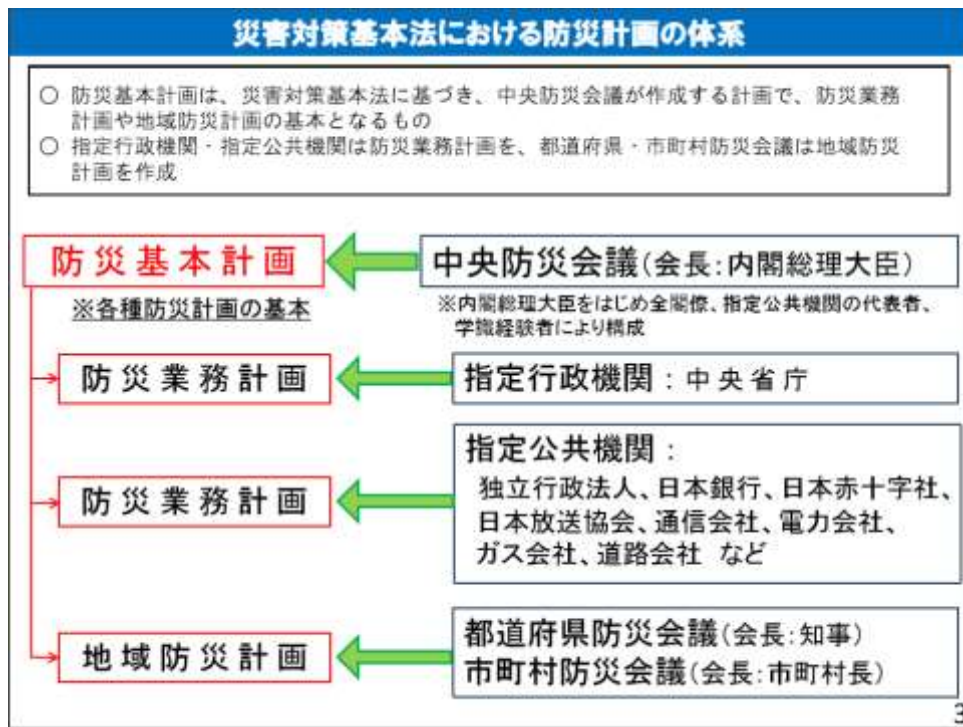 災害対策基本法における防災計画の体系
○ 防災基本計画は、災害対策基本法に基づき、中央防災会議が作成する計画で、防災業務
計画や地域防災計画の基本となるもの
○ 指定行政機関・指定公共機関は防災業務計画を、都道府県・市町村防災会議は地域防災
計画を作成
防災基本計画
中央防災会議(会長:内閣総理大臣)
※各種防災計画の基本
※内閣総理大臣をはじめ全閣僚、指定公共機関の代表者、
学識経験者により構成
防災業務計画
指定行政機関:中央省庁
防災業務計画
指定公共機関:
独立行政法人、日本銀行、日本赤十字社、
日本放送協会、通信会社、電力会社、
ガス会社、道路会社 など
地域防災計画
都道府県防災会議(会長:知事)
市町村防災会議(会長:市町村長)
3